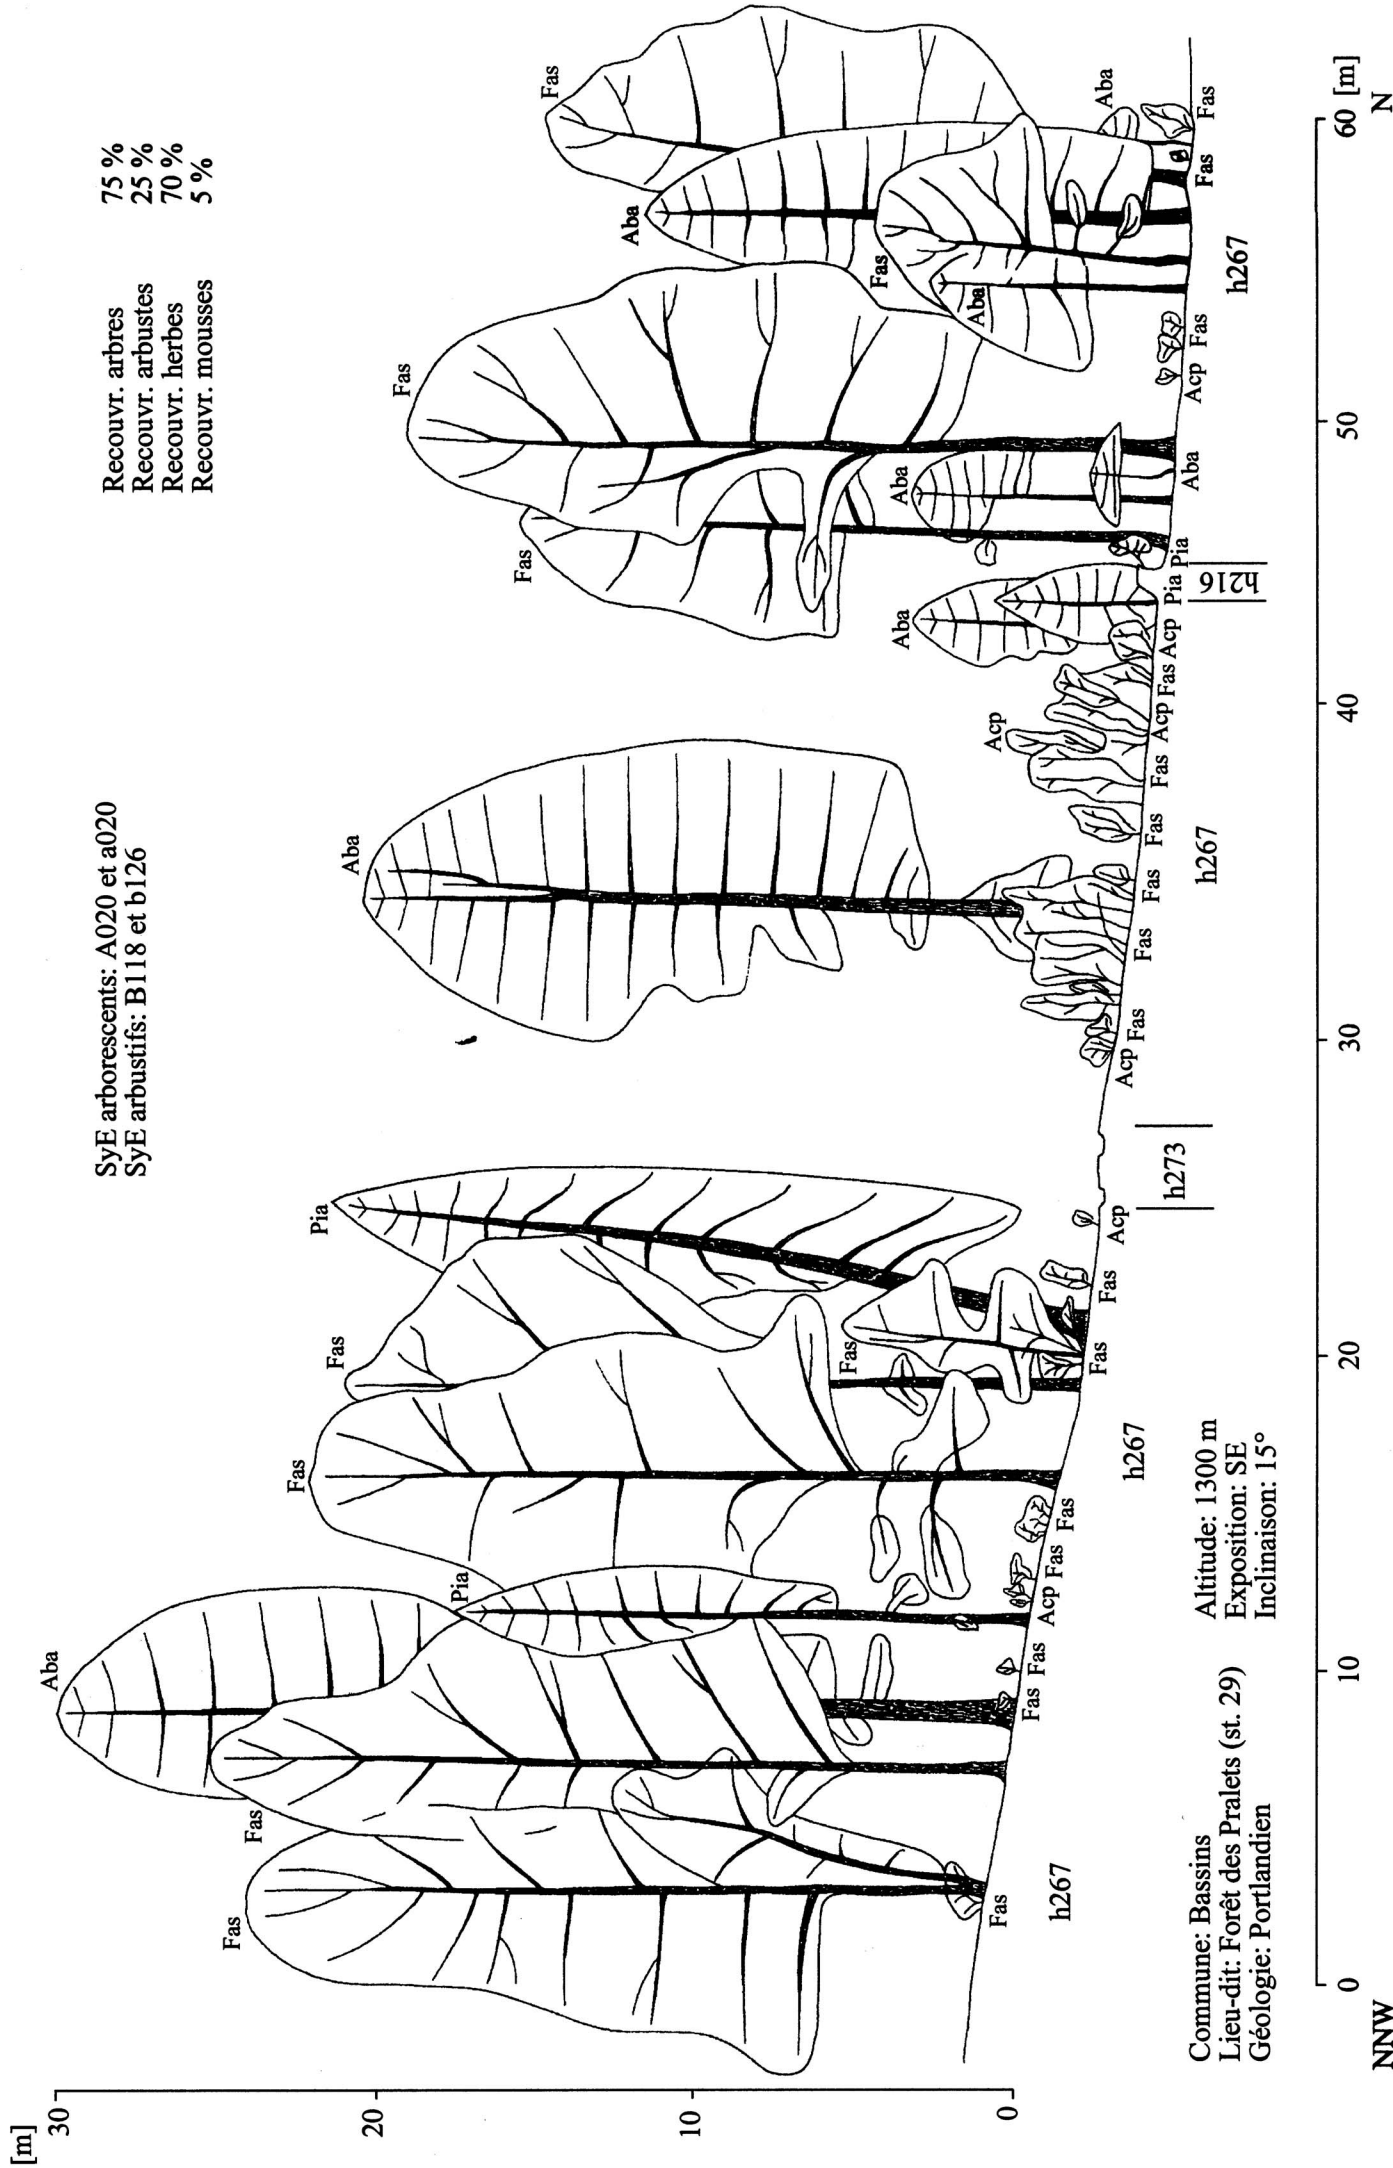 [m]
30
20
10
0
SyE arborescents: A020 et a020
SyE arbustifs: B118 et b126
Recouvr. arbres 75 %
Recouvr. arbustes 25 %
Recouvr. herbes 70 %
Recouvr. mousses 5 %
Aba
Fas
Fas
Fas
Pia
Fas
Aba
Fas
Pia
Fas
Fas
Aba
Fas
Fas
Aba
Aba
Aba
Acp
Aba
Fas
Fas
Fas
Acp
Fas
Fas
Fas
Fas
Acp
Acp
Fas
Fas
Fas
Fas
Fas
Acp
Fas
Acp
Pia
Pia
Aba
Acp
Fas
Fas
Fas
h267
h267
h273
h267
h216
h267
Commune: Bassins
Lieu-dit: Forêt des Pralets (st. 29)
Géologie: Portlandien
Altitude: 1300 m
Exposition: SE
Inclinaison: 15°
0 10 20 30 40 50 60 [m]
NNW N